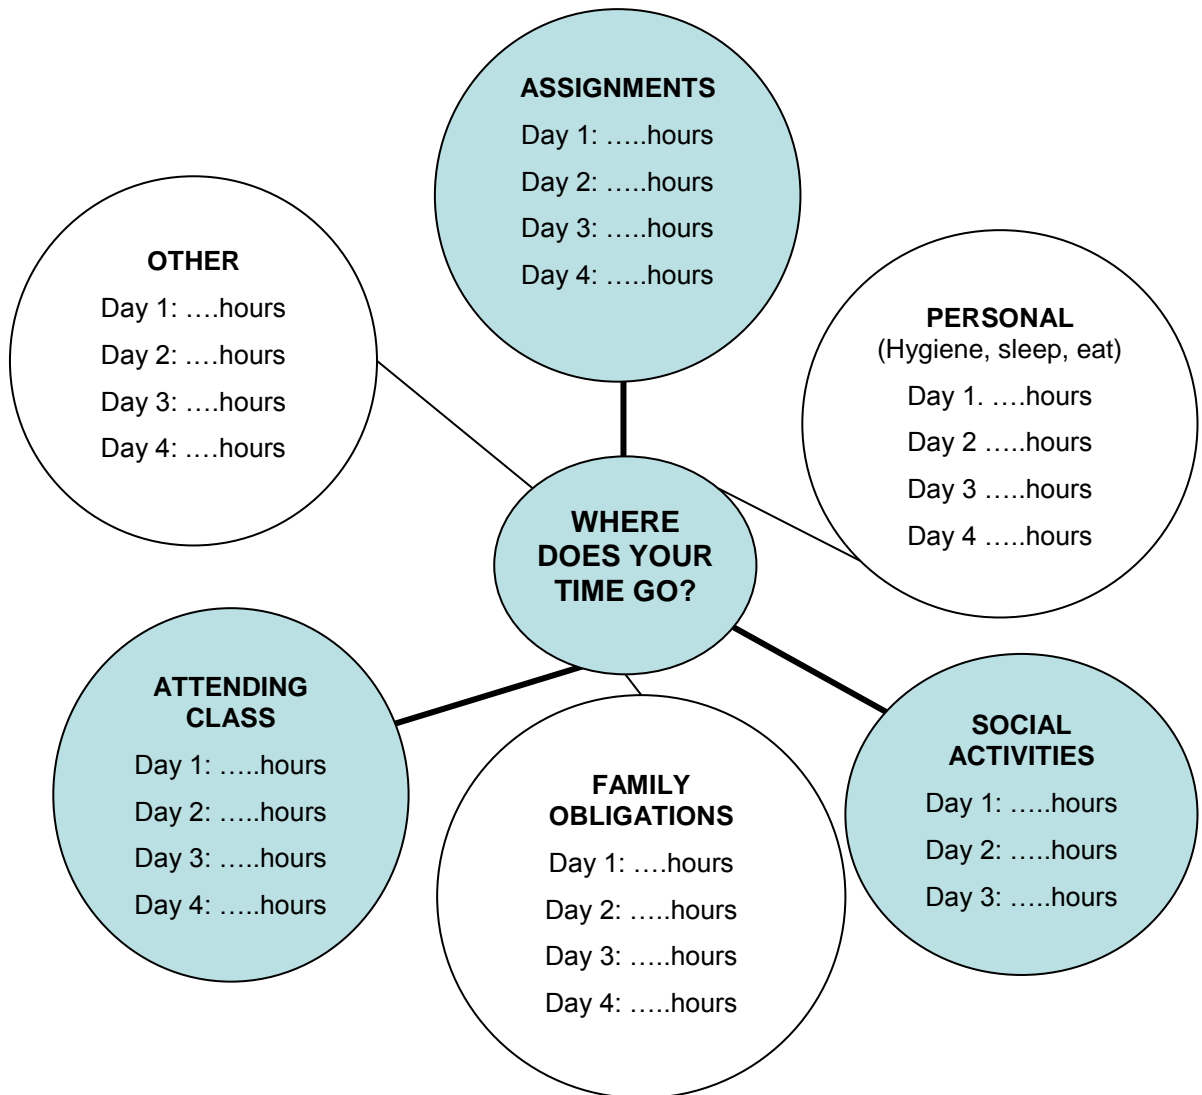 ASSIGNMENTS
Day 1: …..hours
Day 2: …..hours
Day 3: …..hours
Day 4: …..hours
OTHER
Day 1: ….hours
Day 2: ….hours
Day 3: ….hours
Day 4: ….hours
PERSONAL
(Hygiene, sleep, eat)
Day 1. ….hours
Day 2 …..hours
Day 3 …..hours
Day 4 …..hours
WHERE
DOES YOUR
TIME GO?
ATTENDING
CLASS
Day 1: …..hours
Day 2: …..hours
Day 3: …..hours
Day 4: …..hours
FAMILY
OBLIGATIONS
Day 1: ….hours
Day 2: …..hours
Day 3: …..hours
Day 4: …..hours
SOCIAL
ACTIVITIES
Day 1: …..hours
Day 2: …..hours
Day 3: …..hours